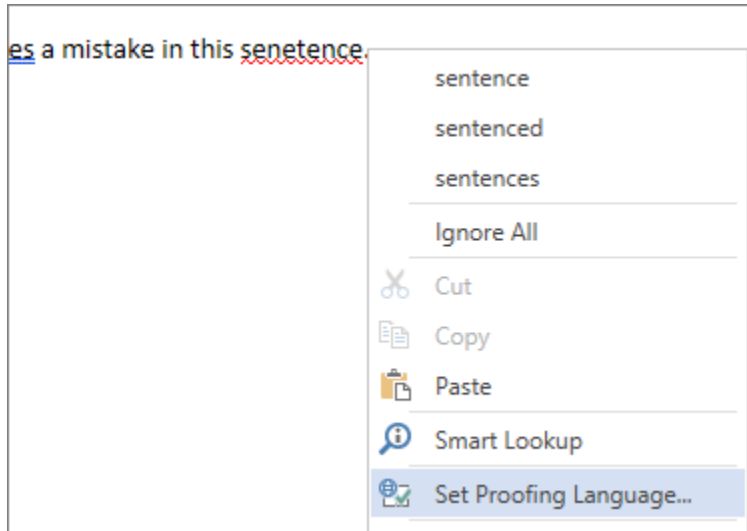 es a mistake in this senetence.
sentence
sentenced
sentences
Ignore All
Cut
Copy
Paste
Smart Lookup
Set Proofing Language...